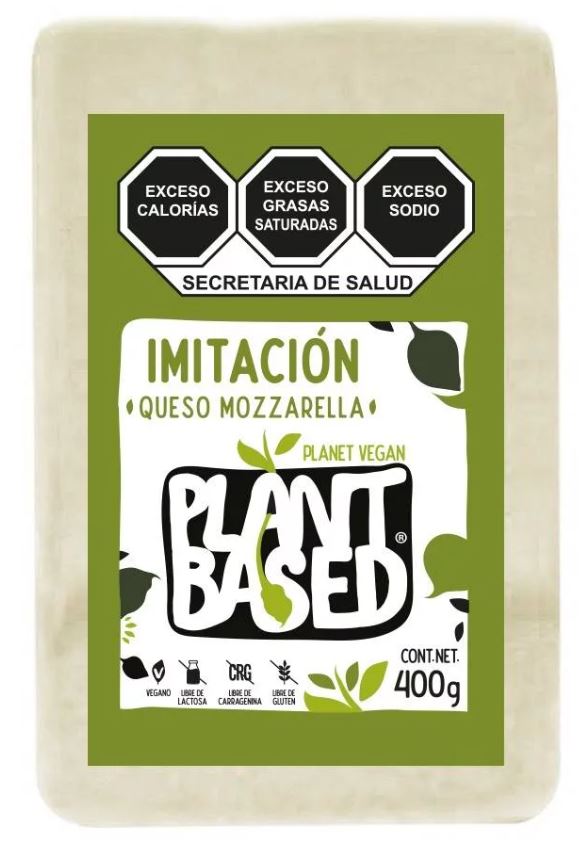 EXCESO
CALORÍAS
EXCESO
GRASAS
SATURADAS
EXCESO
SODIO
SECRETARIA DE SALUD
IMITACIÓN
QUESO MOZZARELLA
PLANET VEGAN
PLANT
BASED®
CONT.NET.
400g
VEGANO
LIBRE DE
LACTOSA
CRG
LIBRE DE
CARRAGENINA
LIBRE DE
GLUTEN